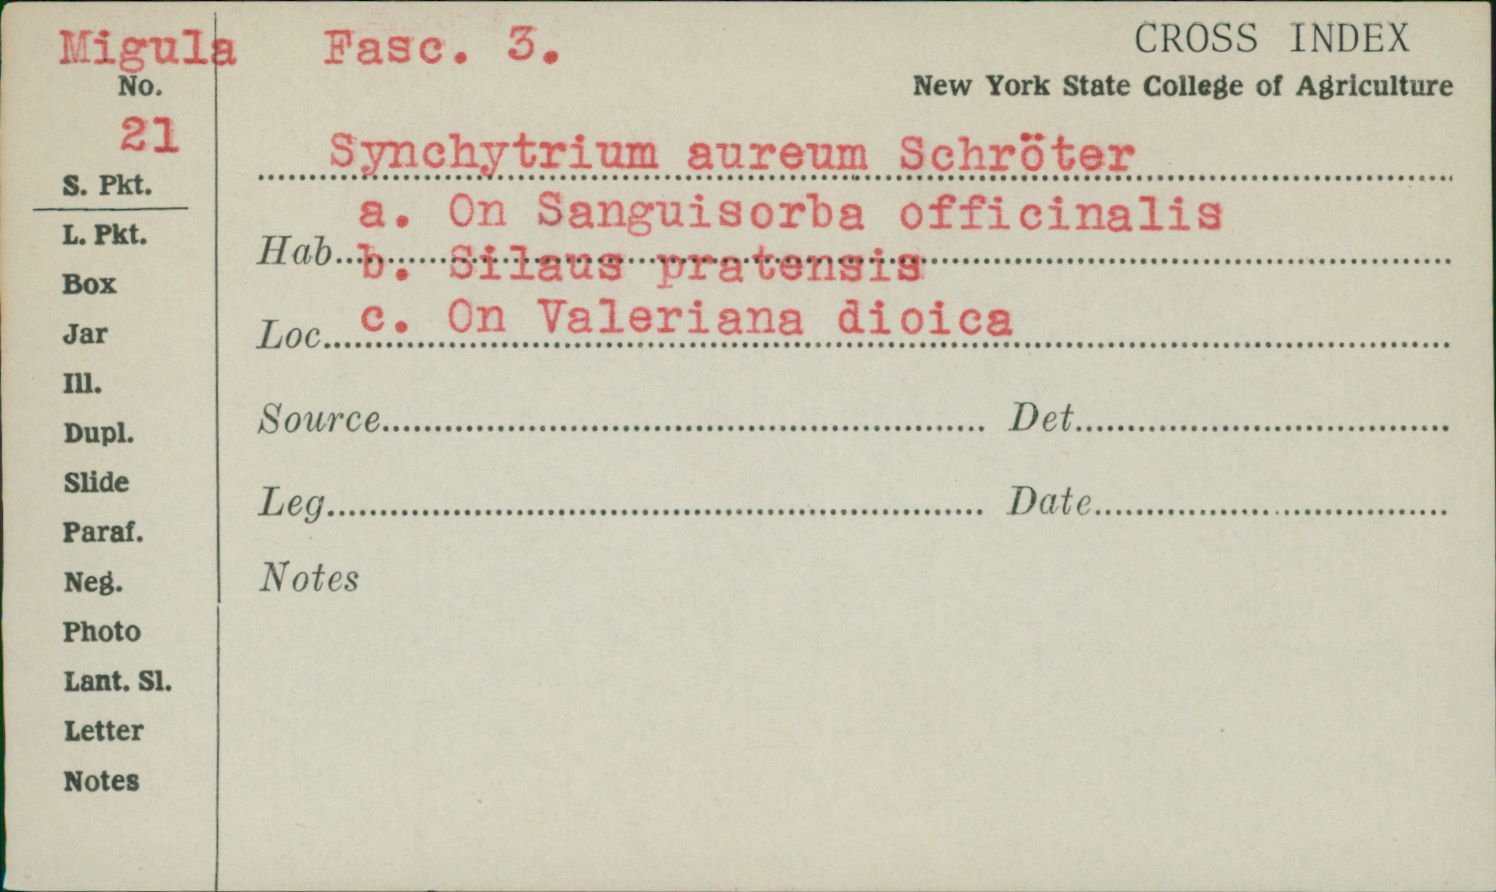 Migula Fasc. 3.
CROSS INDEX
No.
New York State College of Agriculture
21
Synchytrium aureum Schröter
S. Pkt.
a. On Sanguisorba officinalis
L. Pkt.
Hab. b. Silaus pratensis
Box
c. On Valeriana dioica
Jar
Loc.
Ill.
Source
Det.
Dupl.
Slide
Leg.
Date
Paraf.
Neg.
Notes
Photo
Lant. Sl.
Letter
Notes